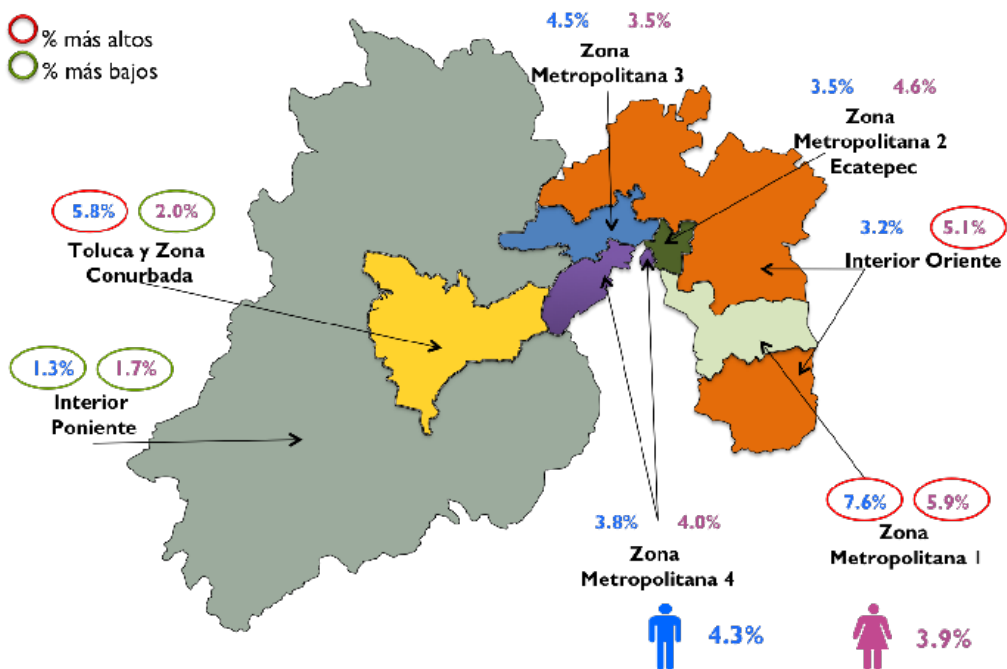 % más altos
% más bajos
4.5% 3.5%
Zona
Metropolitana 3
3.5% 4.6%
Zona
Metropolitana 2
Ecatepec
5.8% 2.0%
Toluca y Zona
Conurbada
3.2% 5.1%
Interior Oriente
1.3% 1.7%
Interior
Poniente
7.6% 5.9%
Zona
Metropolitana 1
3.8% 4.0%
Zona
Metropolitana 4
4.3% 3.9%